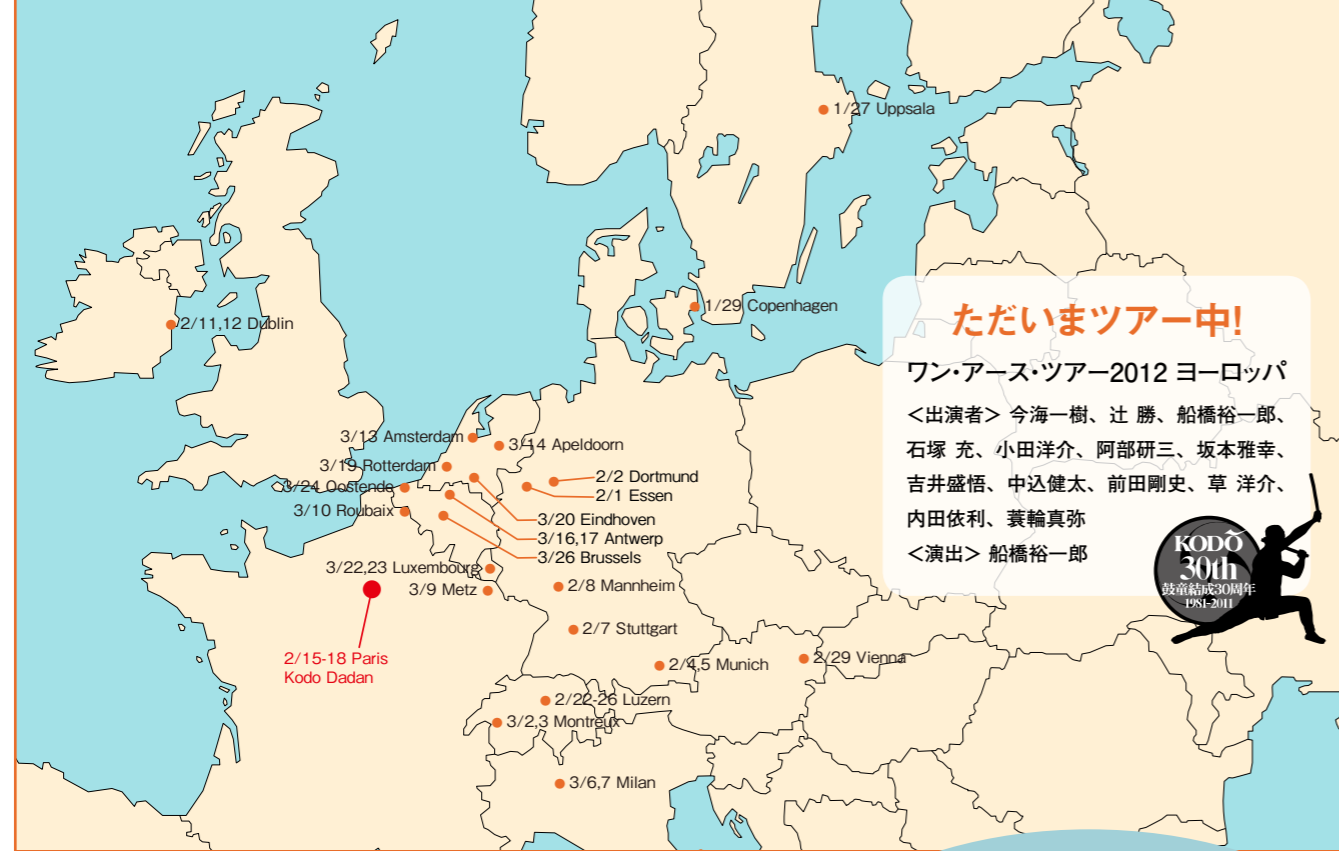 1/27 Uppsala
1/29 Copenhagen
2/11,12 Dublin
3/13 Amsterdam
3/14 Apeldoorn
3/19 Rotterdam
3/24 Oostende
3/10 Roubaix
2/2 Dortmund
2/1 Essen
3/20 Eindhoven
3/16,17 Antwerp
3/26 Brussels
3/22,23 Luxembourg
3/9 Metz
2/8 Mannheim
2/7 Stuttgart
2/15-18 Paris
Kodo Dadan
2/4,5 Munich
2/29 Vienna
2/22-26 Luzern
3/2,3 Montreux
3/6,7 Milan
ただいまツアー中!
ワン・アース・ツアー2012 ヨーロッパ
<出演者> 今海一樹、辻 勝、船橋裕一郎、
石塚 充、小田洋介、阿部研三、坂本雅幸、
吉井盛悟、中込健太、前田剛史、草 洋介、
内田依利、蓑輪真弥
<演出> 船橋裕一郎
KODŌ
30th
鼓童結成30周年
1981-2011